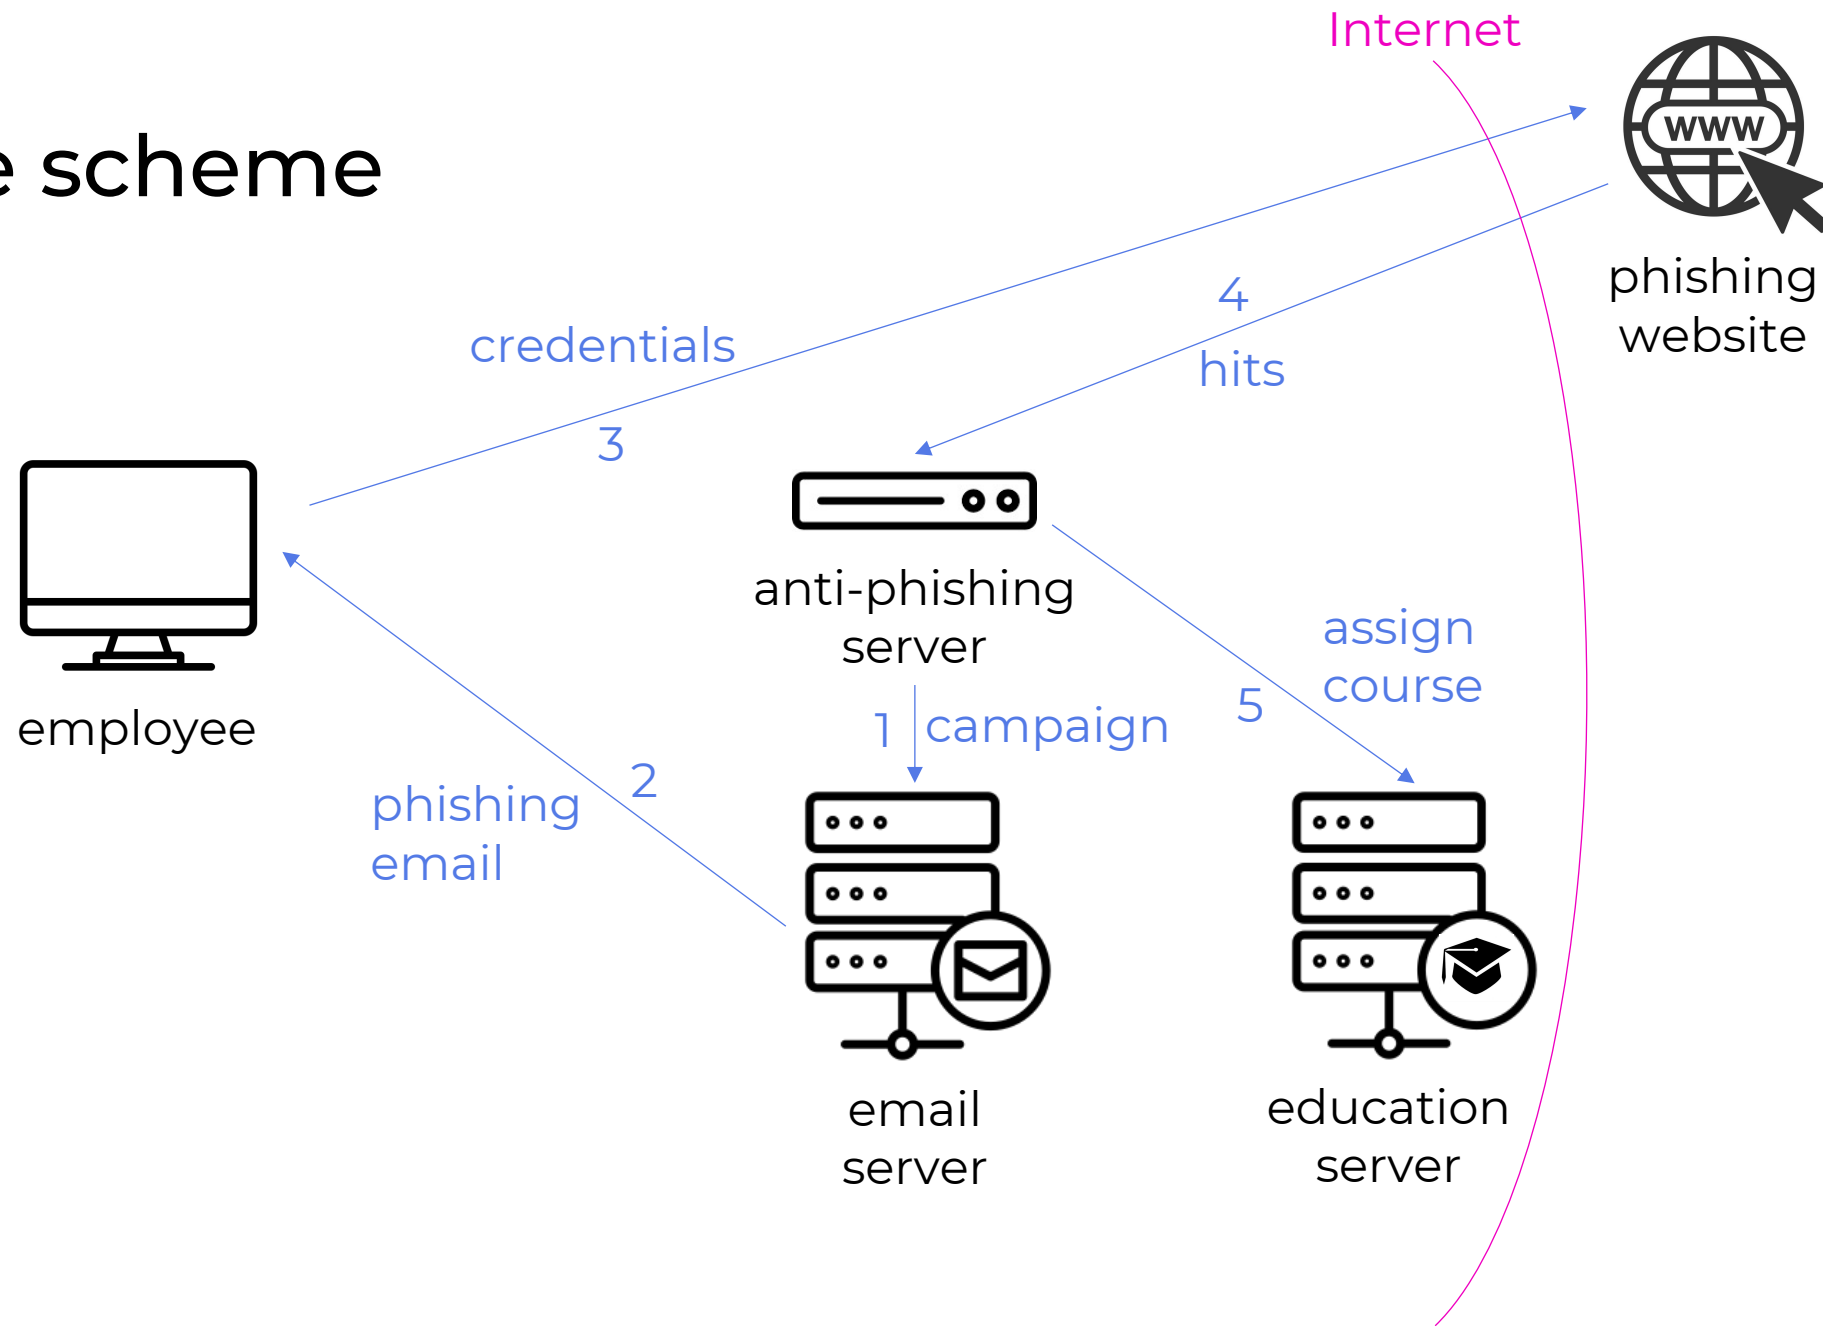 Internet
e scheme
www
phishing
website
4
hits
credentials
3
employee
anti-phishing
server
assign
course
5
1 campaign
2
phishing
email
email
server
education
server